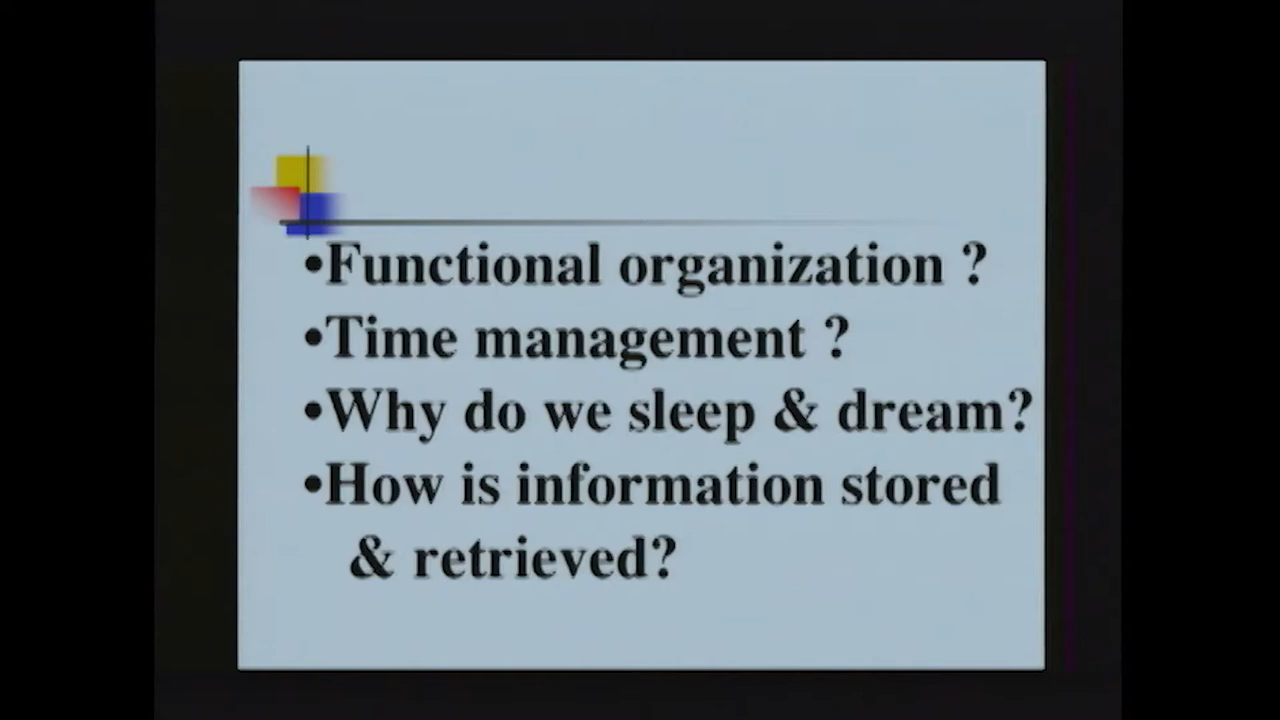 •Functional organization ?
•Time management ?
•Why do we sleep & dream?
•How is information stored
& retrieved?